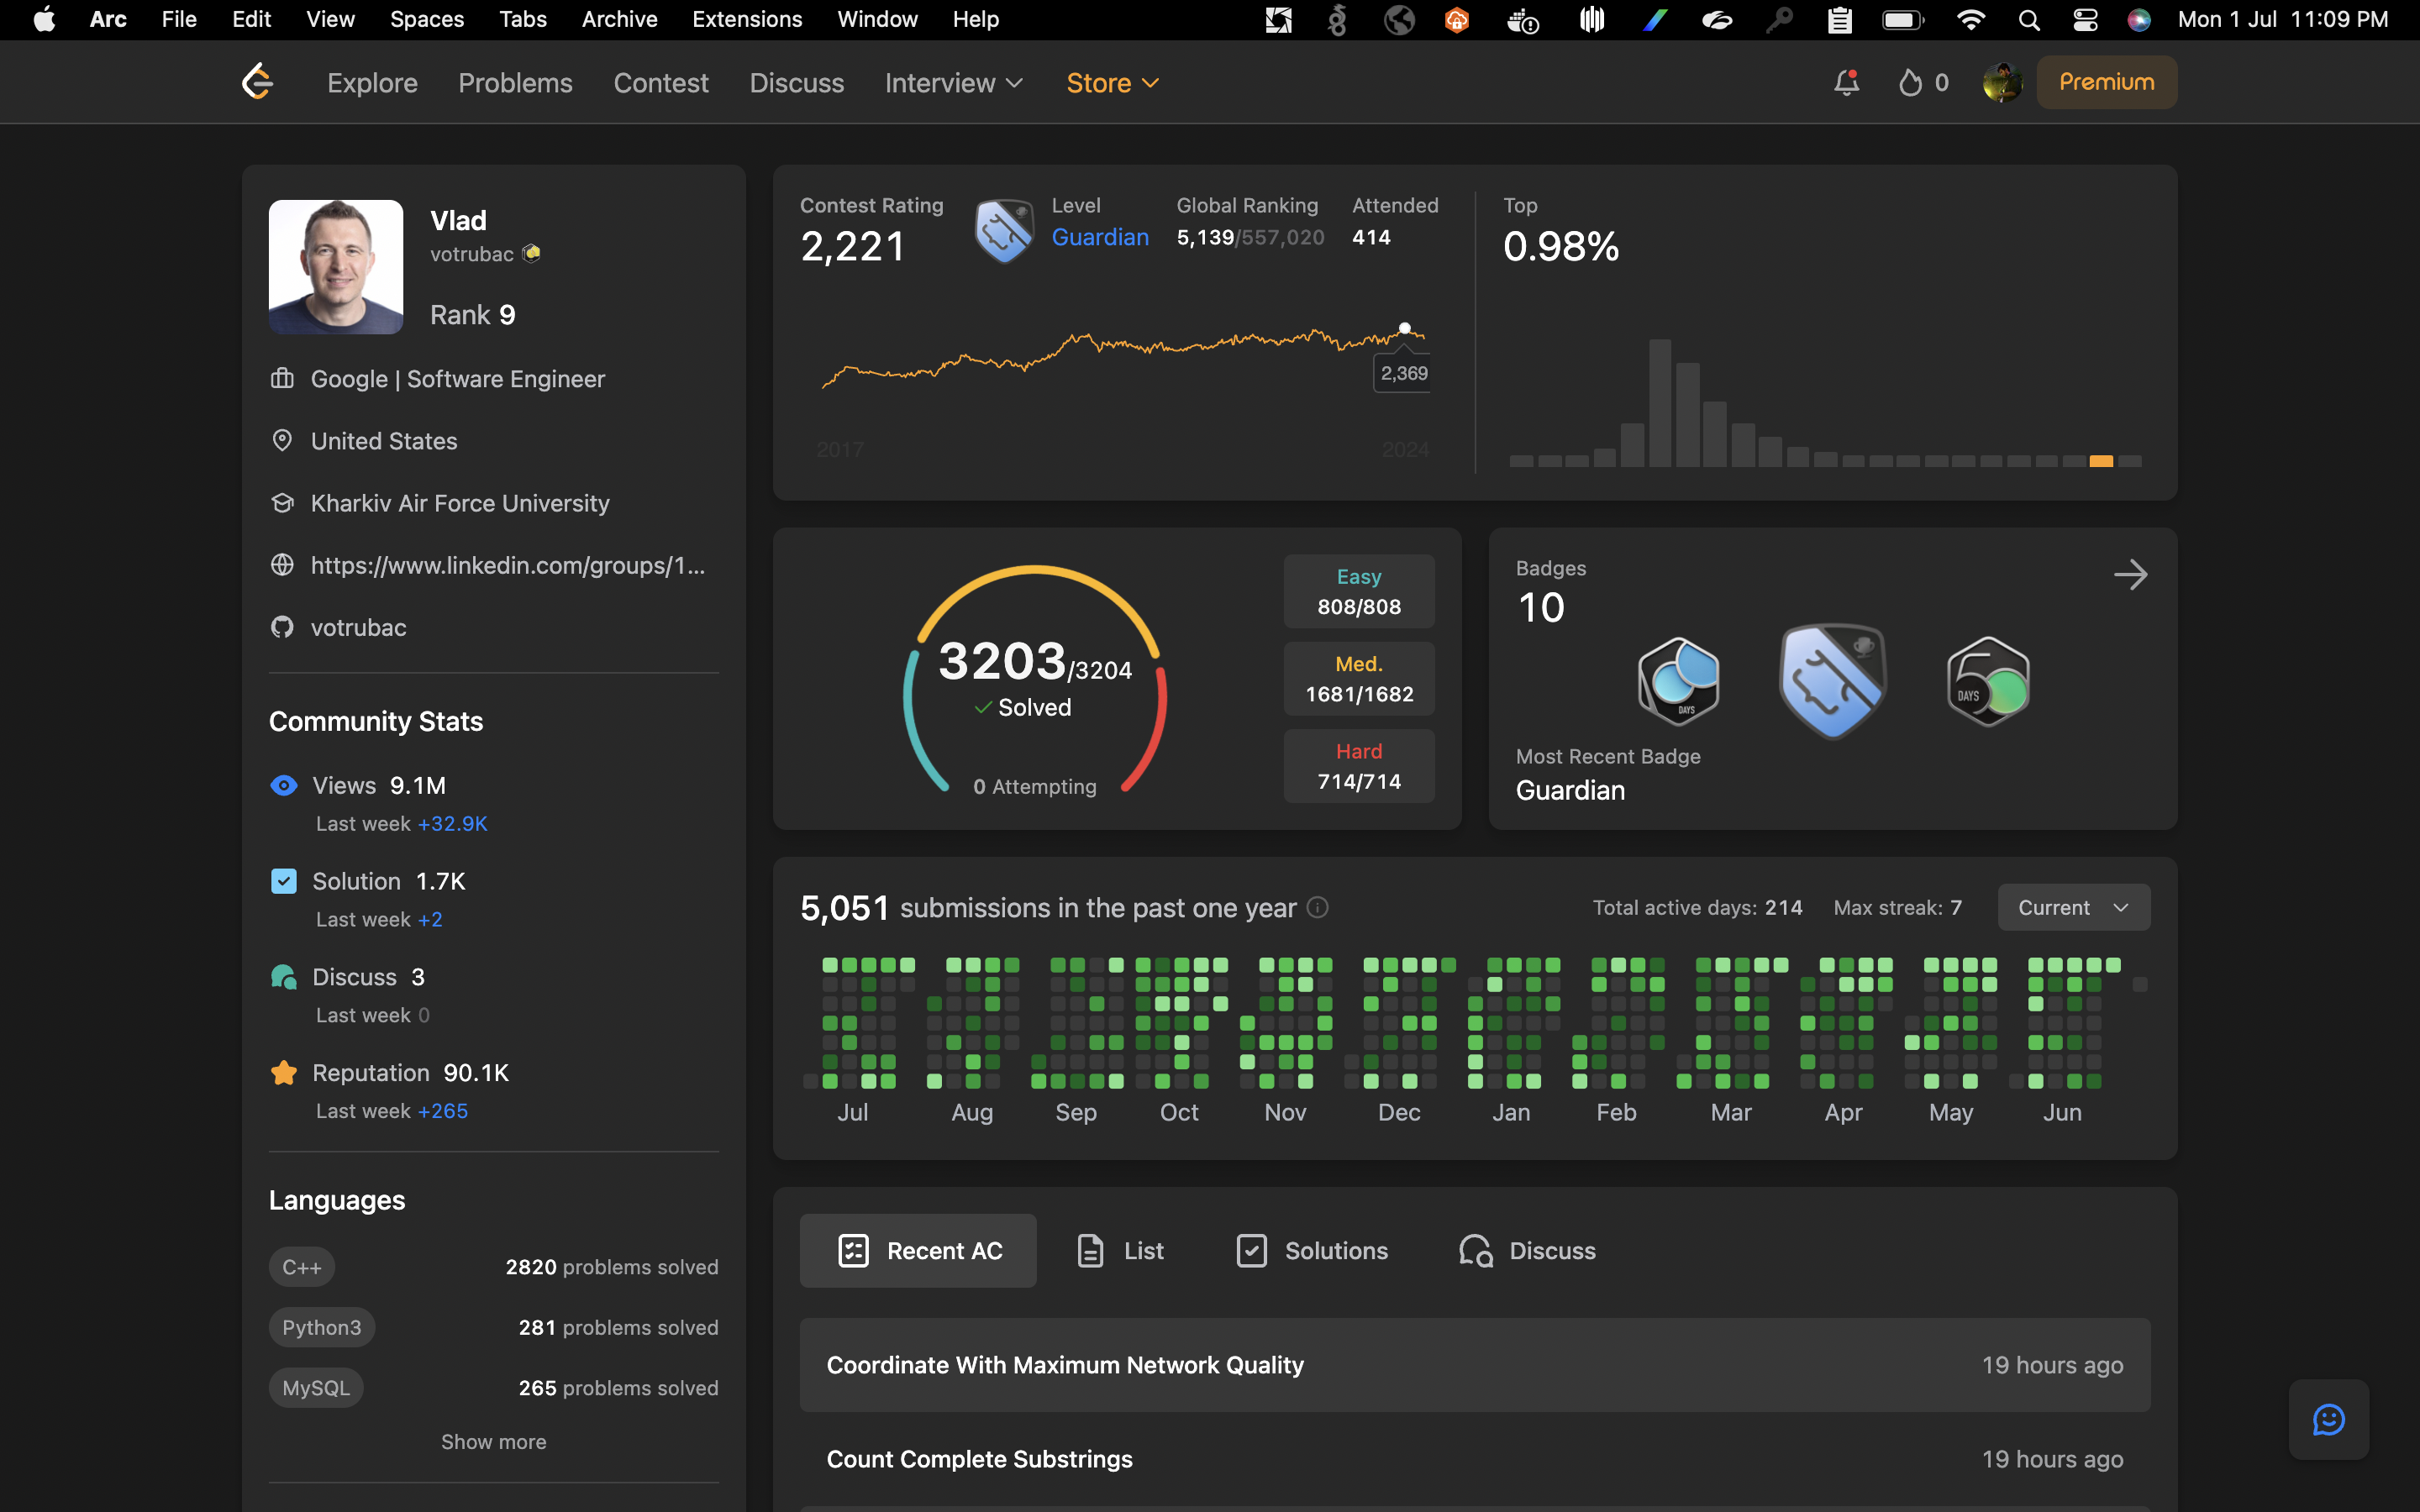 Arc File Edit View Spaces Tabs Archive Extensions Window Help Mon 1 Jul 11:09 PM
Explore Problems Contest Discuss Interview Store 0 Premium
Vlad
votrubac
Rank 9
Google | Software Engineer
United States
Kharkiv Air Force University
https://www.linkedin.com/groups/1...
votrubac
Community Stats
Views 9.1M
Last week +32.9K
Solution 1.7K
Last week +2
Discuss 3
Last week 0
Reputation 90.1K
Last week +265
Languages
C++ 2820 problems solved
Python3 281 problems solved
MySQL 265 problems solved
Show more
Contest Rating
2,221
Level
Guardian
Global Ranking
5,139/557,020
Attended
414
2,369
2017 2024
Top
0.98%
3203/3204
Solved
0 Attempting
Easy
808/808
Med.
1681/1682
Hard
714/714
Badges
10
DAYS
50
DAYS
Most Recent Badge
Guardian
5,051 submissions in the past one year
Total active days: 214 Max streak: 7 Current
Jul Aug Sep Oct Nov Dec Jan Feb Mar Apr May Jun
Recent AC List Solutions Discuss
Coordinate With Maximum Network Quality 19 hours ago
Count Complete Substrings 19 hours ago